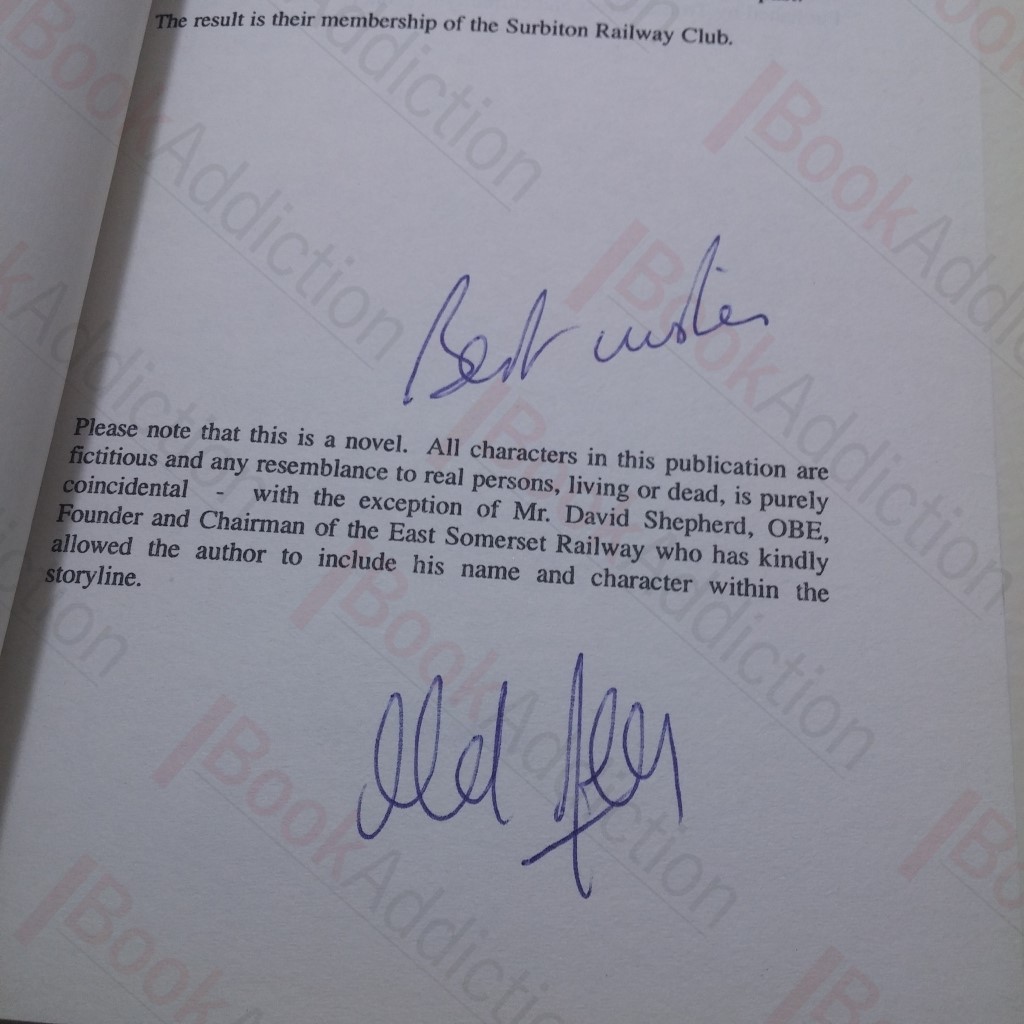 The result is their membership of the Surbiton Railway Club.
Best wishes
Please note that this is a novel. All characters in this publication are
fictitious and any resemblance to real persons, living or dead, is purely
coincidental - with the exception of Mr. David Shepherd, OBE,
Founder and Chairman of the East Somerset Railway who has kindly
allowed the author to include his name and character within the
storyline.
BookAddiction